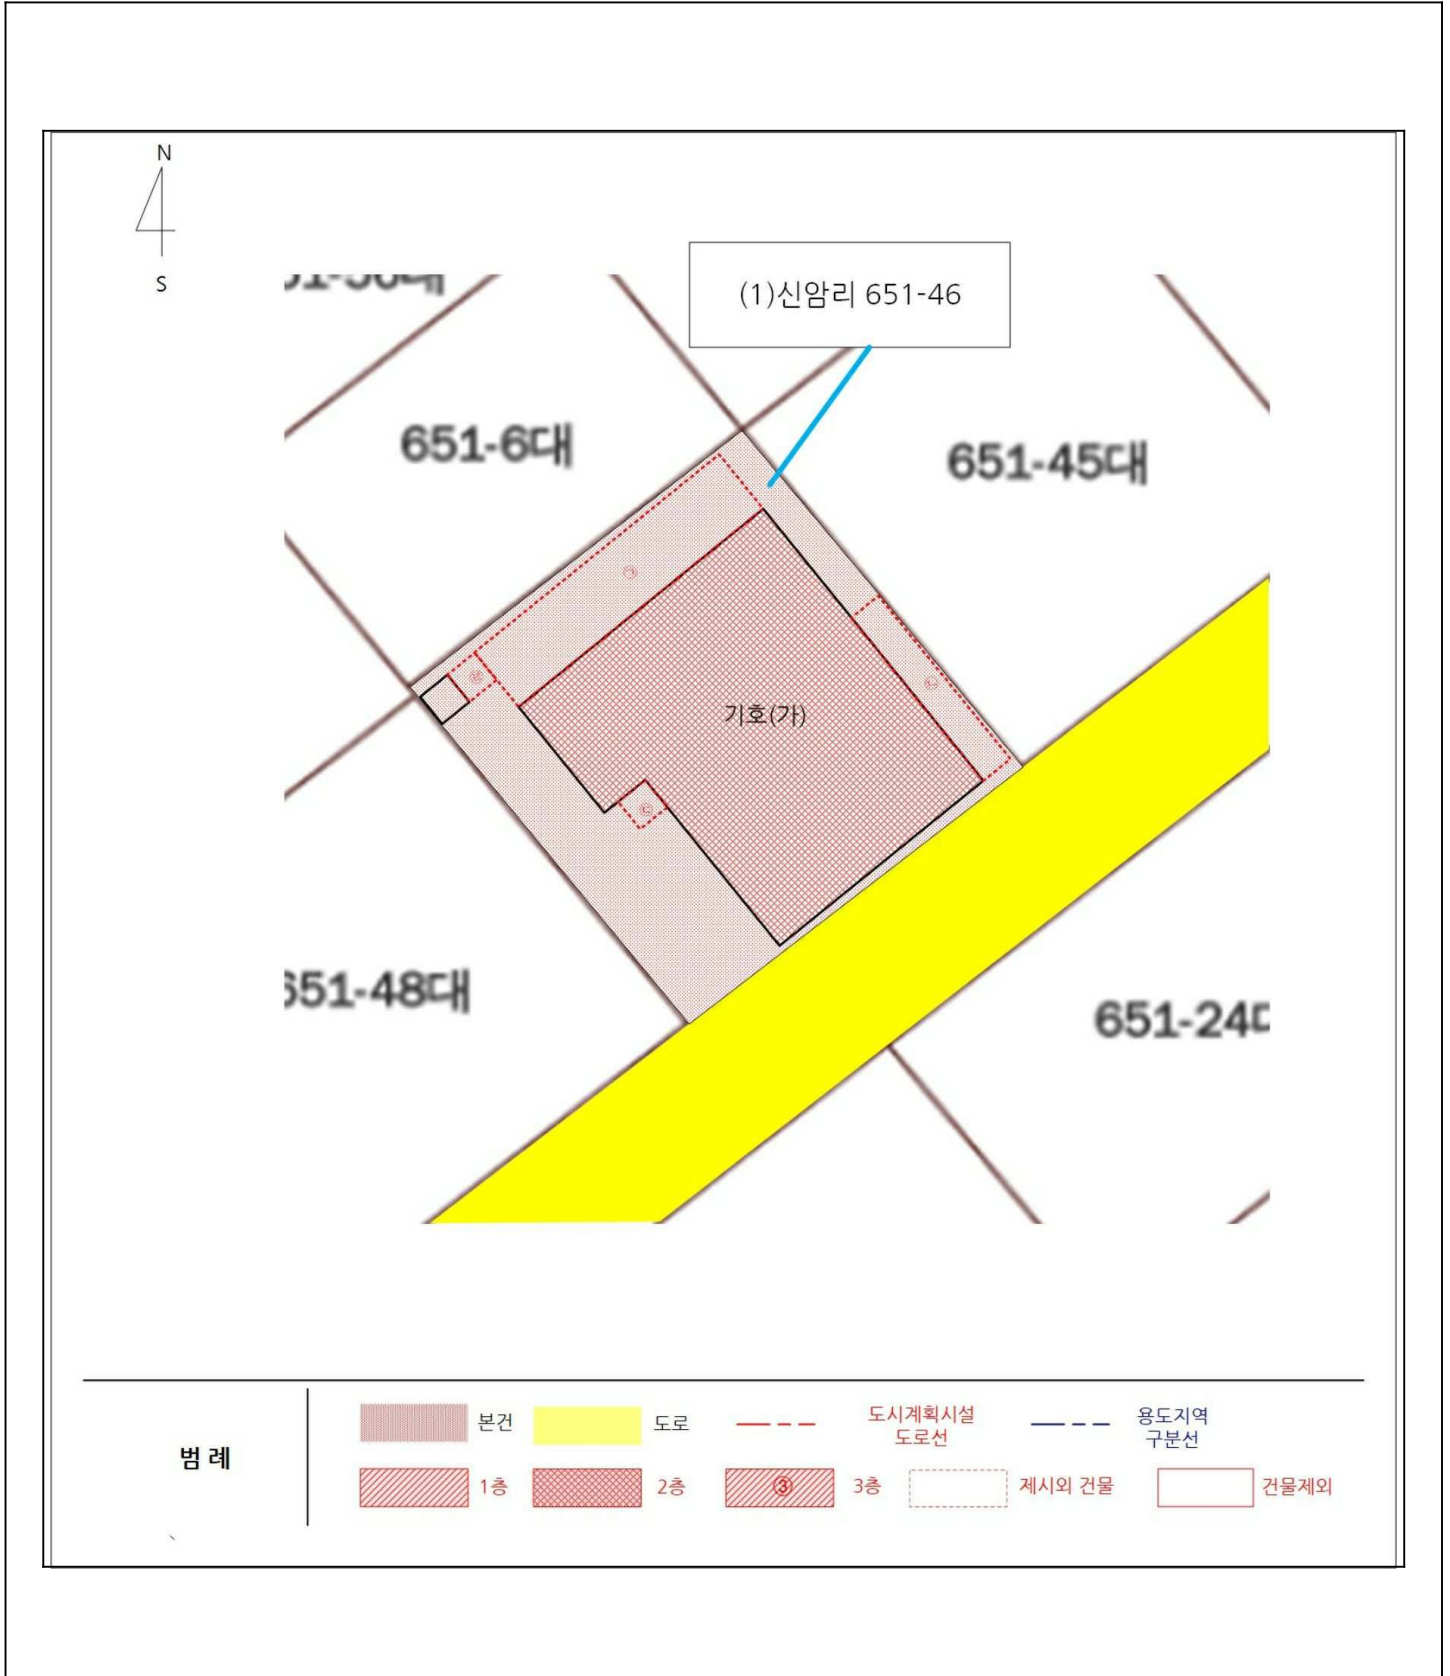 N
S
(1)신암리 651-46
651-6대
651-45대
기호(가)
651-48대
651-24대
범 례
본건
도로
도시계획시설
도로선
용도지역
구분선
1층
2층
③
3층
제시외 건물
건물제외